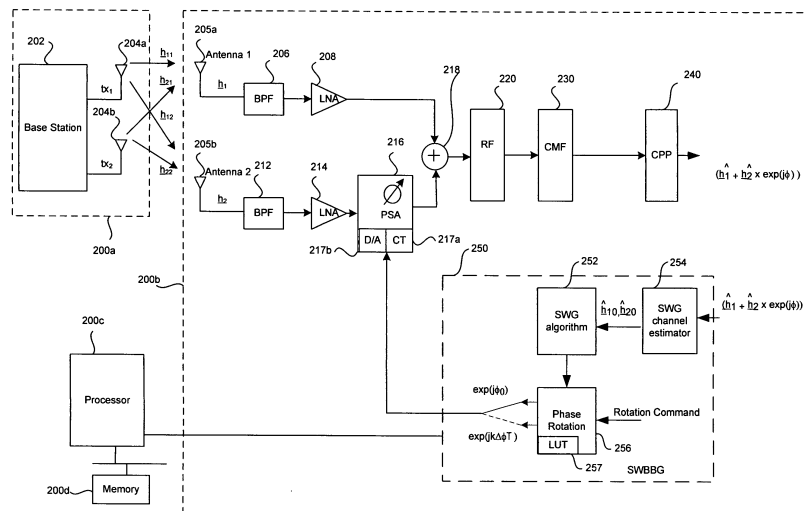 202
204a
h11
205a
Antenna 1
206
208
218
220
230
240
h21
tx1
h1
BPF
LNA
Base Station
204b
h12
RF
CMF
CPP
205b
tx2
h22
Antenna 2
212
214
216
(ĥ1 + ĥ2 x exp(jϕ) )
h2
BPF
LNA
PSA
D/A
CT
217a
217b
200a
250
200b
252
254
200c
SWG
algorithm
ĥ10,ĥ20
SWG
channel
estimator
(ĥ1 + ĥ2 x exp(jϕ)
Processor
exp(jϕ0)
Phase
Rotation
Rotation Command
exp(jkΔϕT)
LUT
256
257
SWBBG
200d
Memory